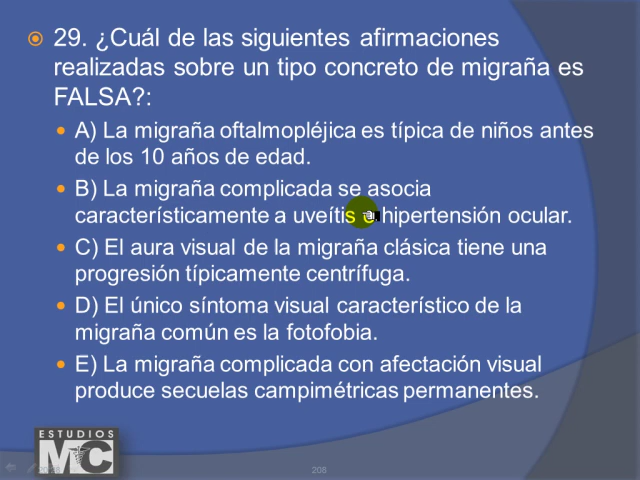 29. ¿Cuál de las siguientes afirmaciones
realizadas sobre un tipo concreto de migraña es
FALSA?:
A) La migraña oftalmopléjica es típica de niños antes
de los 10 años de edad.
B) La migraña complicada se asocia
característicamente a uveítis e hipertensión ocular.
C) El aura visual de la migraña clásica tiene una
progresión típicamente centrífuga.
D) El único síntoma visual característico de la
migraña común es la fotofobia.
E) La migraña complicada con afectación visual
produce secuelas campimétricas permanentes.
ESTUDIOS
MC
208